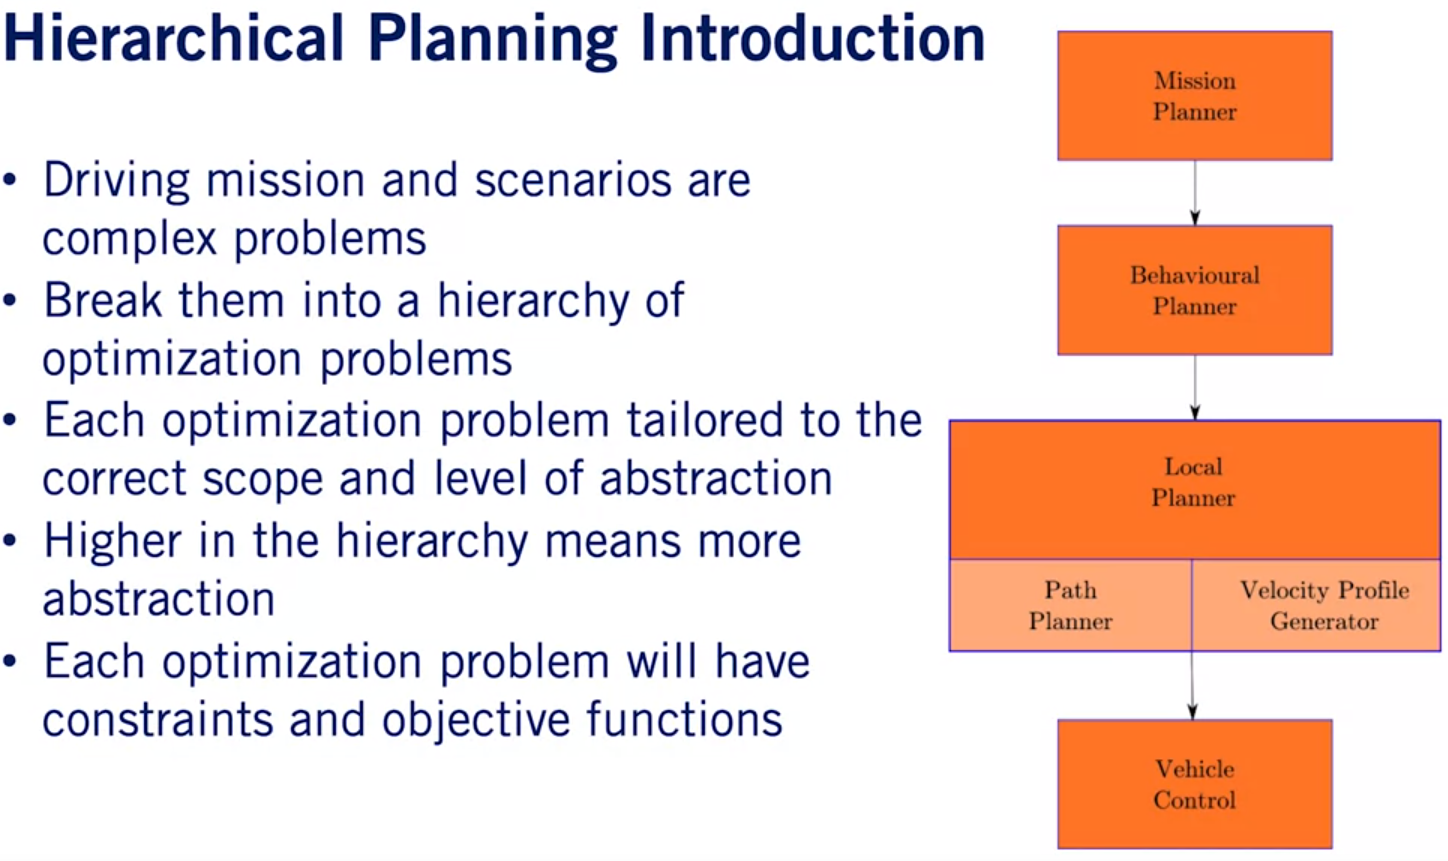 Hierarchical Planning Introduction
• Driving mission and scenarios are
complex problems
• Break them into a hierarchy of
optimization problems
• Each optimization problem tailored to the
correct scope and level of abstraction
• Higher in the hierarchy means more
abstraction
• Each optimization problem will have
constraints and objective functions
Mission
Planner
Behavioural
Planner
Local
Planner
Path
Planner
Velocity Profile
Generator
Vehicle
Control